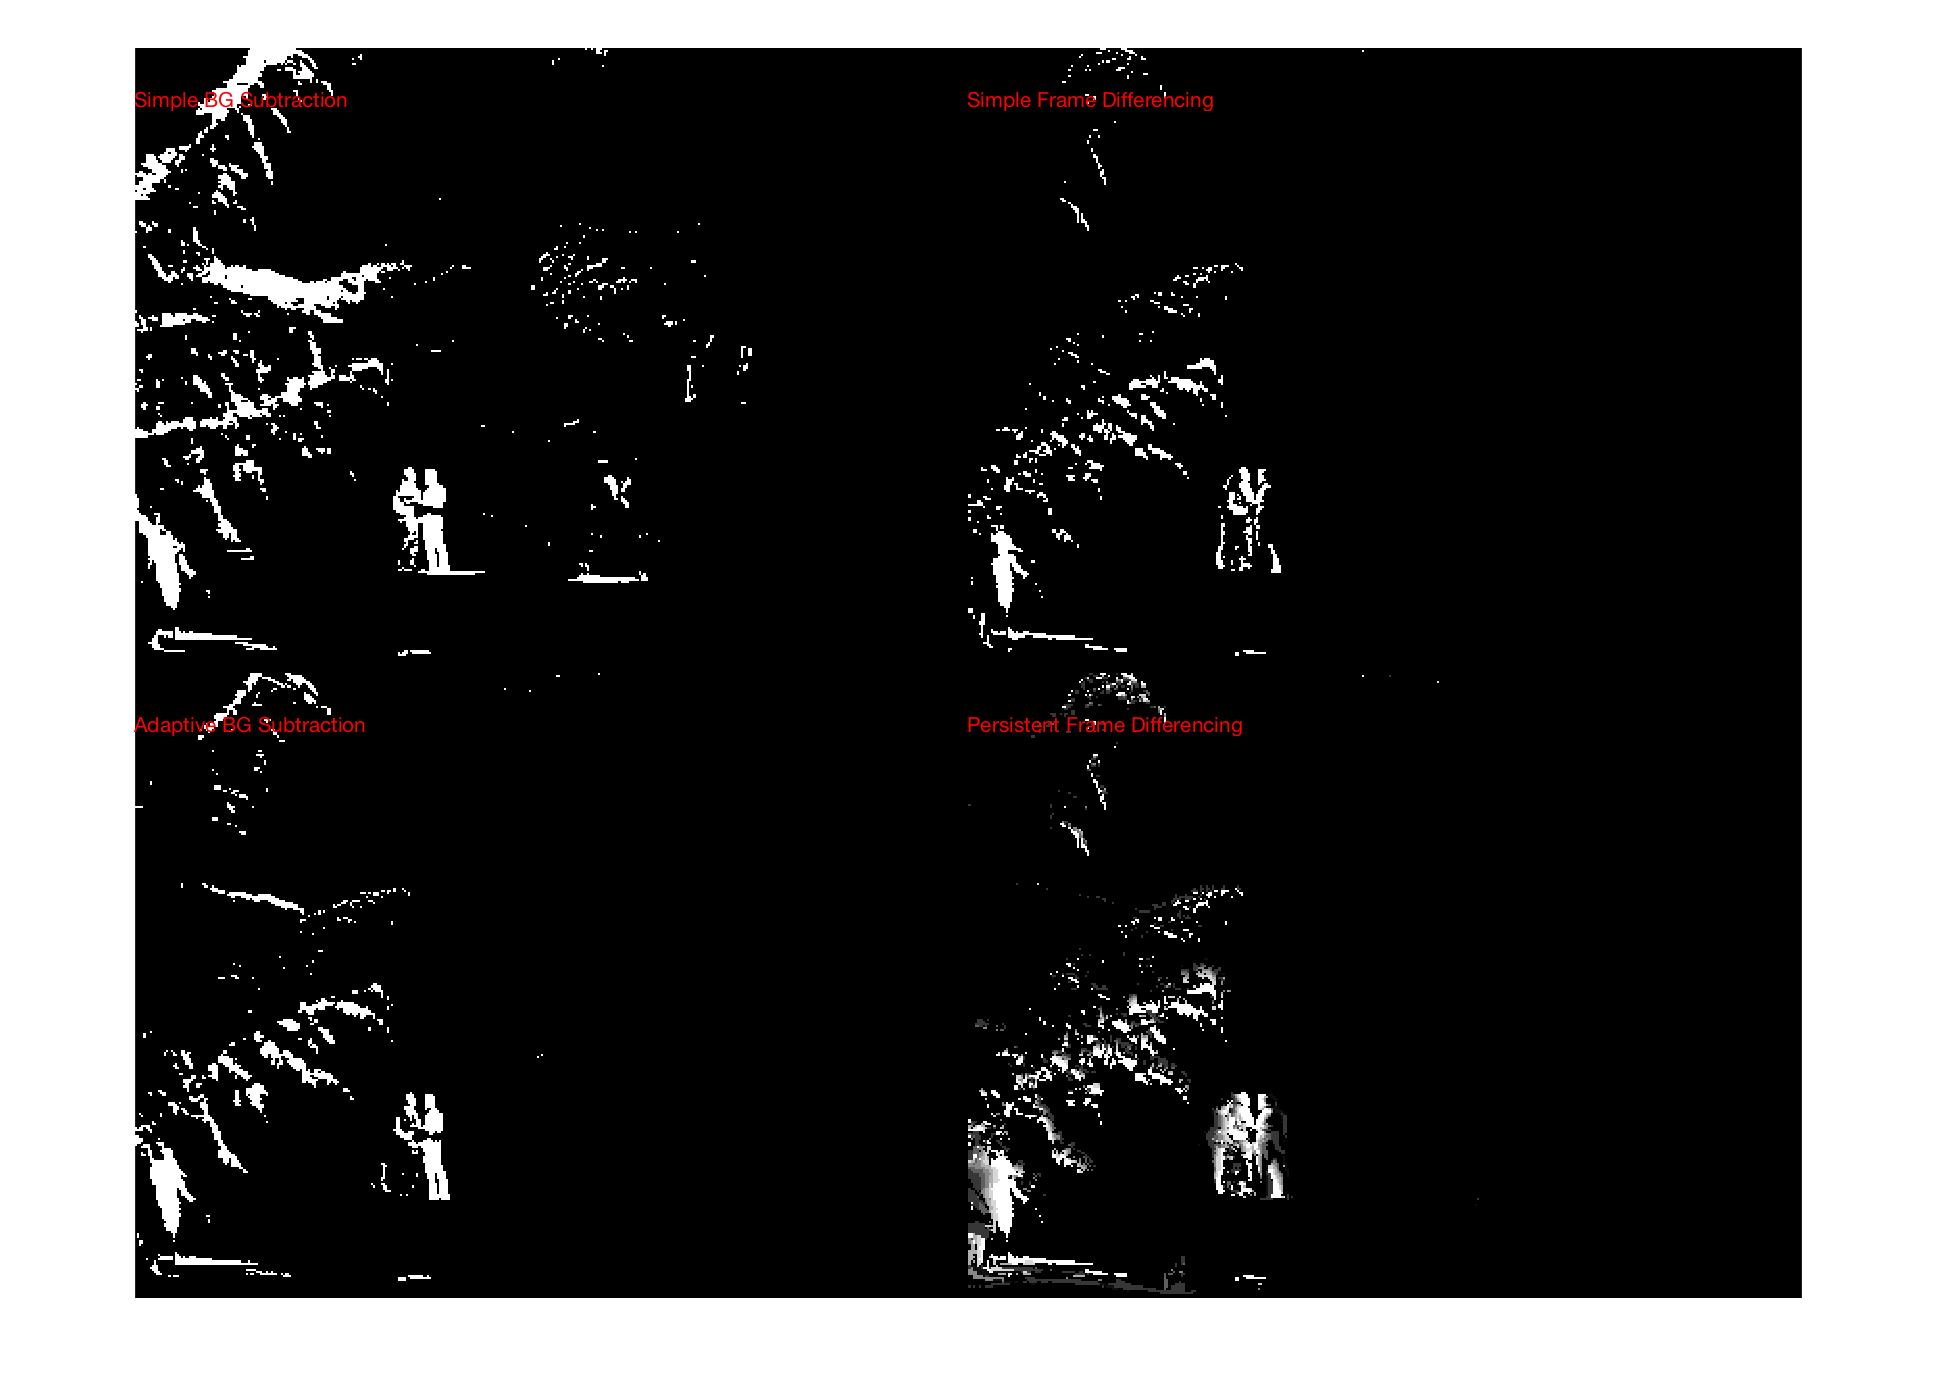 Simple BG Subtraction
Simple Frame Differencing
Adaptive BG Subtraction
Persistent Frame Differencing